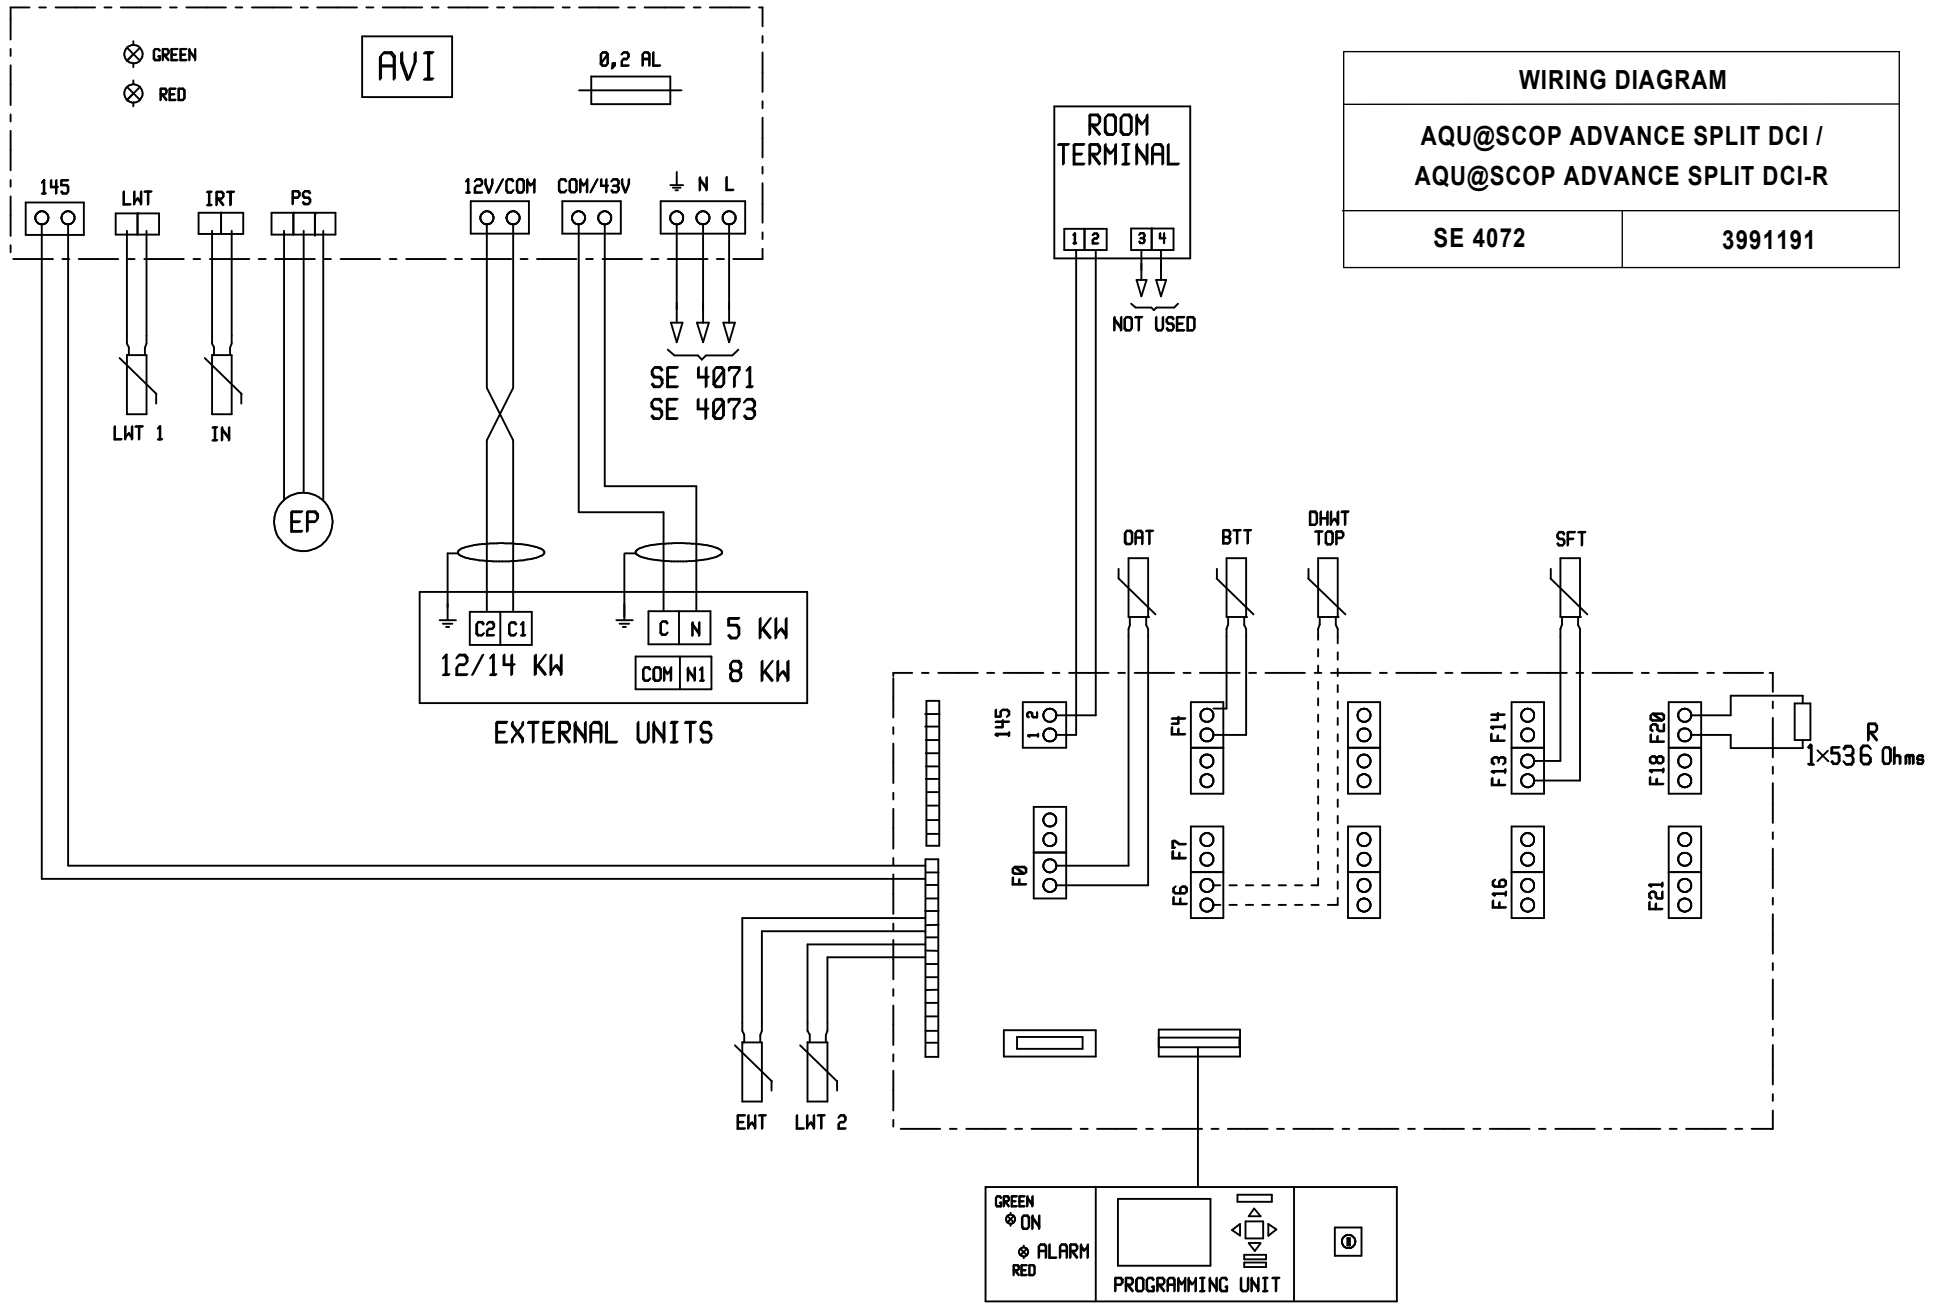 GREEN
RED
AVI
0,2 AL
145
LWT
IRT
PS
12V/COM
COM/43V
N
L
LWT 1
IN
EP
SE 4071
SE 4073
C2
C1
12/14 KW
C
N
5 KW
COM
N1
8 KW
EXTERNAL UNITS
ROOM
TERMINAL
1
2
3
4
NOT USED
WIRING DIAGRAM
AQU@SCOP ADVANCE SPLIT DCI /
AQU@SCOP ADVANCE SPLIT DCI-R
SE 4072
3991191
OAT
BTT
DHWT
TOP
SFT
145
2
1
F4
F14
F13
F20
F18
R
1×536 Ohms
F0
F7
F6
F16
F21
EWT
LWT 2
GREEN
ON
ALARM
RED
PROGRAMMING UNIT